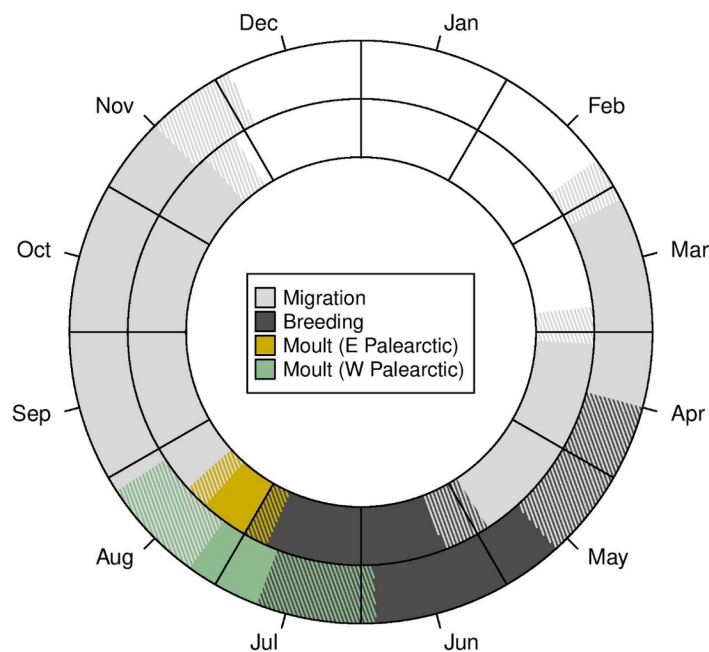 Dec
Jan
Nov
Feb
Oct
Mar
Migration
Breeding
Moult (E Palearctic)
Moult (W Palearctic)
Sep
Apr
Aug
May
Jul
Jun